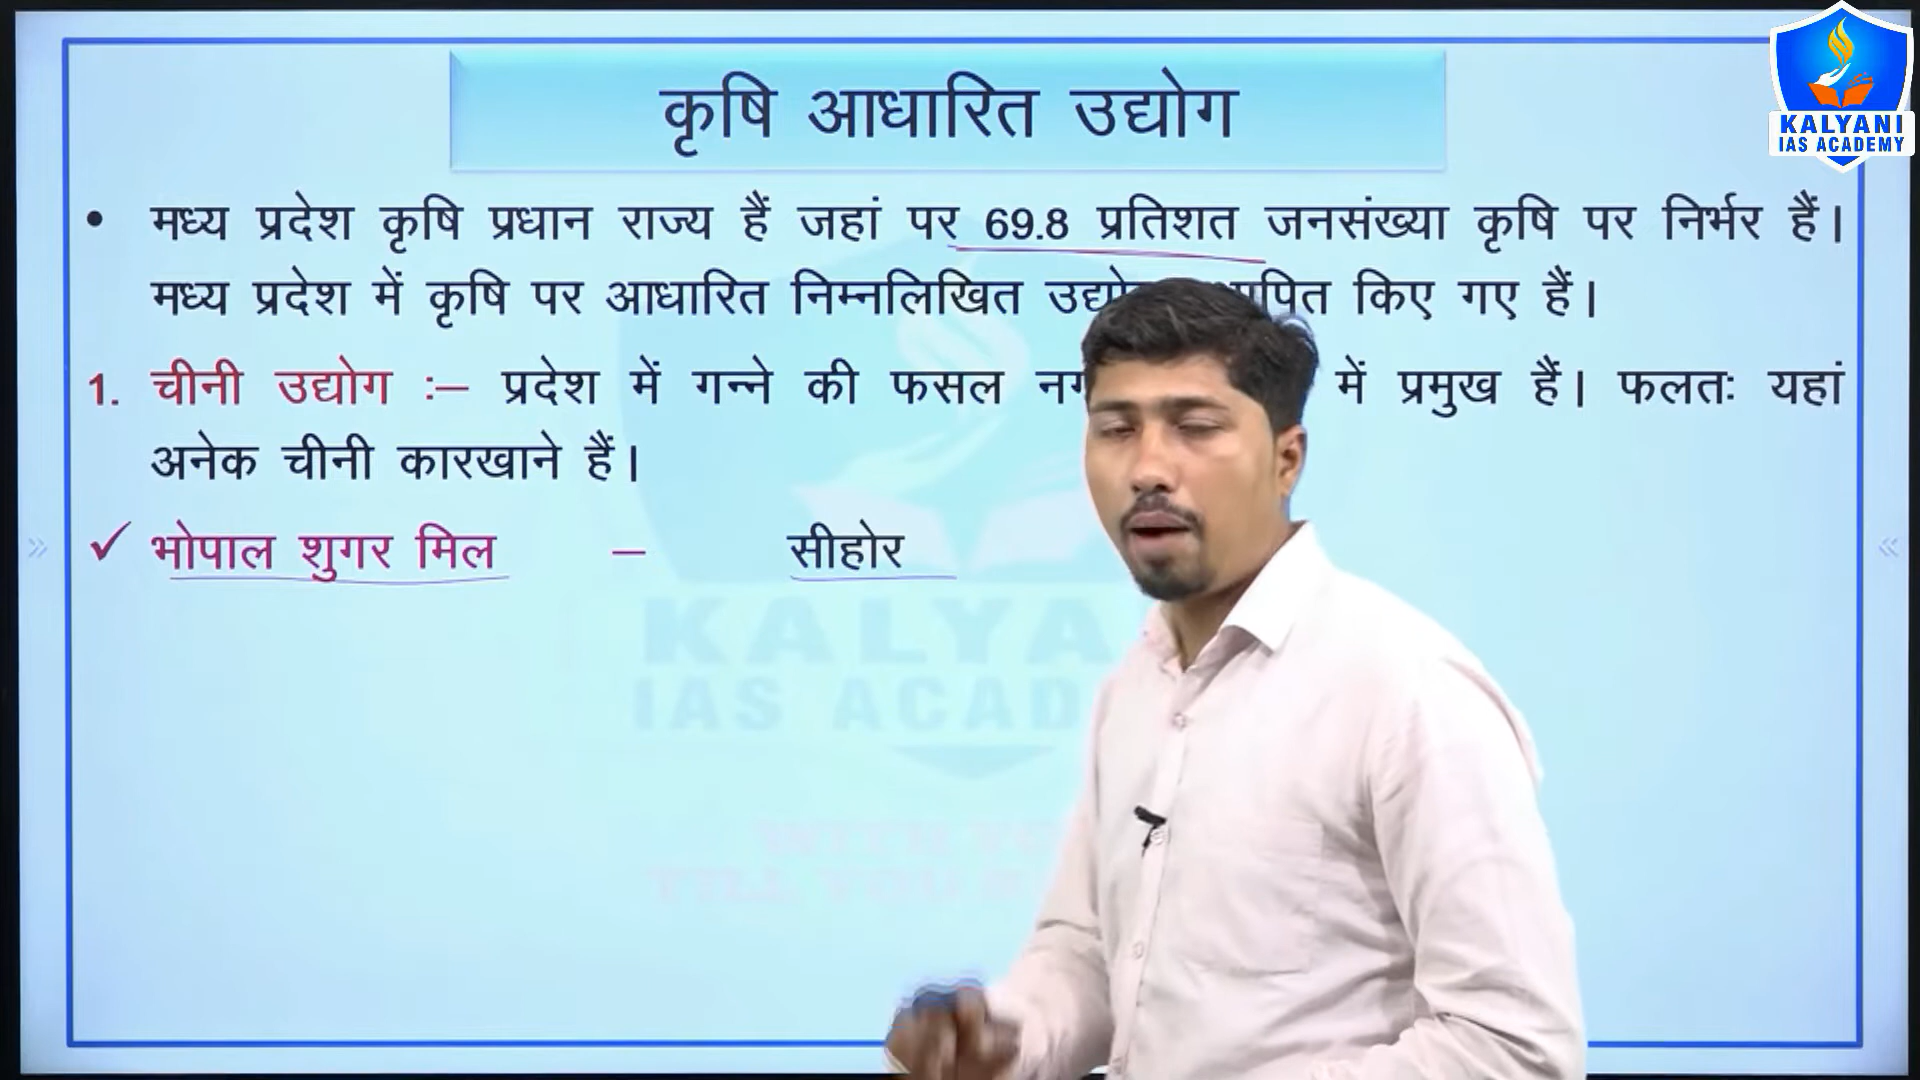 कृषि आधारित उद्योग
KALYANI
IAS ACADEMY
• मध्य प्रदेश कृषि प्रधान राज्य हैं जहां पर 69.8 प्रतिशत जनसंख्या कृषि पर निर्भर हैं।
मध्य प्रदेश में कृषि पर आधारित निम्नलिखित किए गए हैं।
1. चीनी उद्योग :– प्रदेश में गन्ने की फसल में प्रमुख हैं। फलतः यहां
अनेक चीनी कारखाने हैं।
✓ भोपाल शुगर मिल – सीहोर